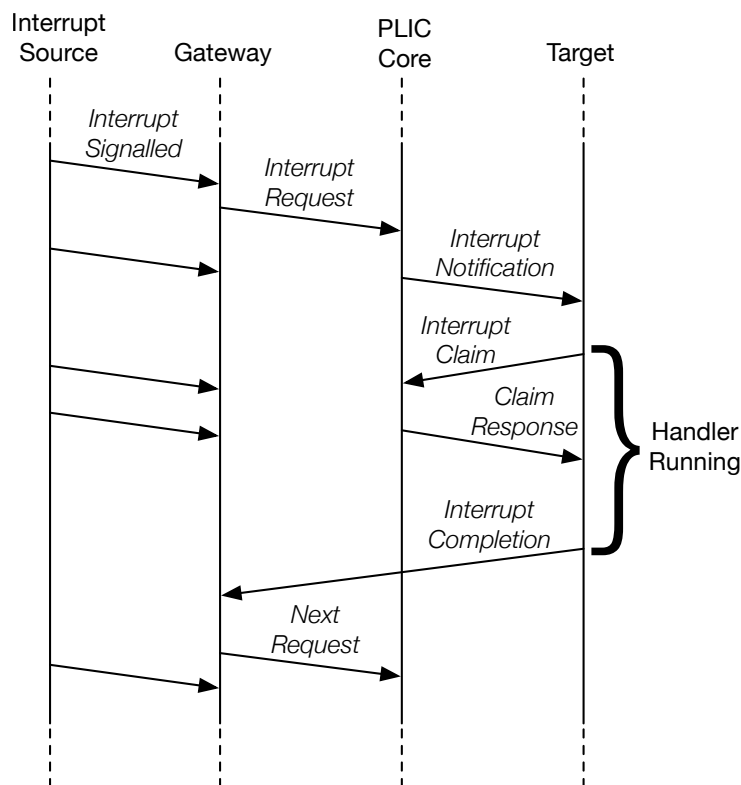 Interrupt
Source
Gateway
PLIC
Core
Target
Interrupt
Signalled
Interrupt
Request
Interrupt
Notification
Interrupt
Claim
Claim
Response
Handler
Running
Interrupt
Completion
Next
Request